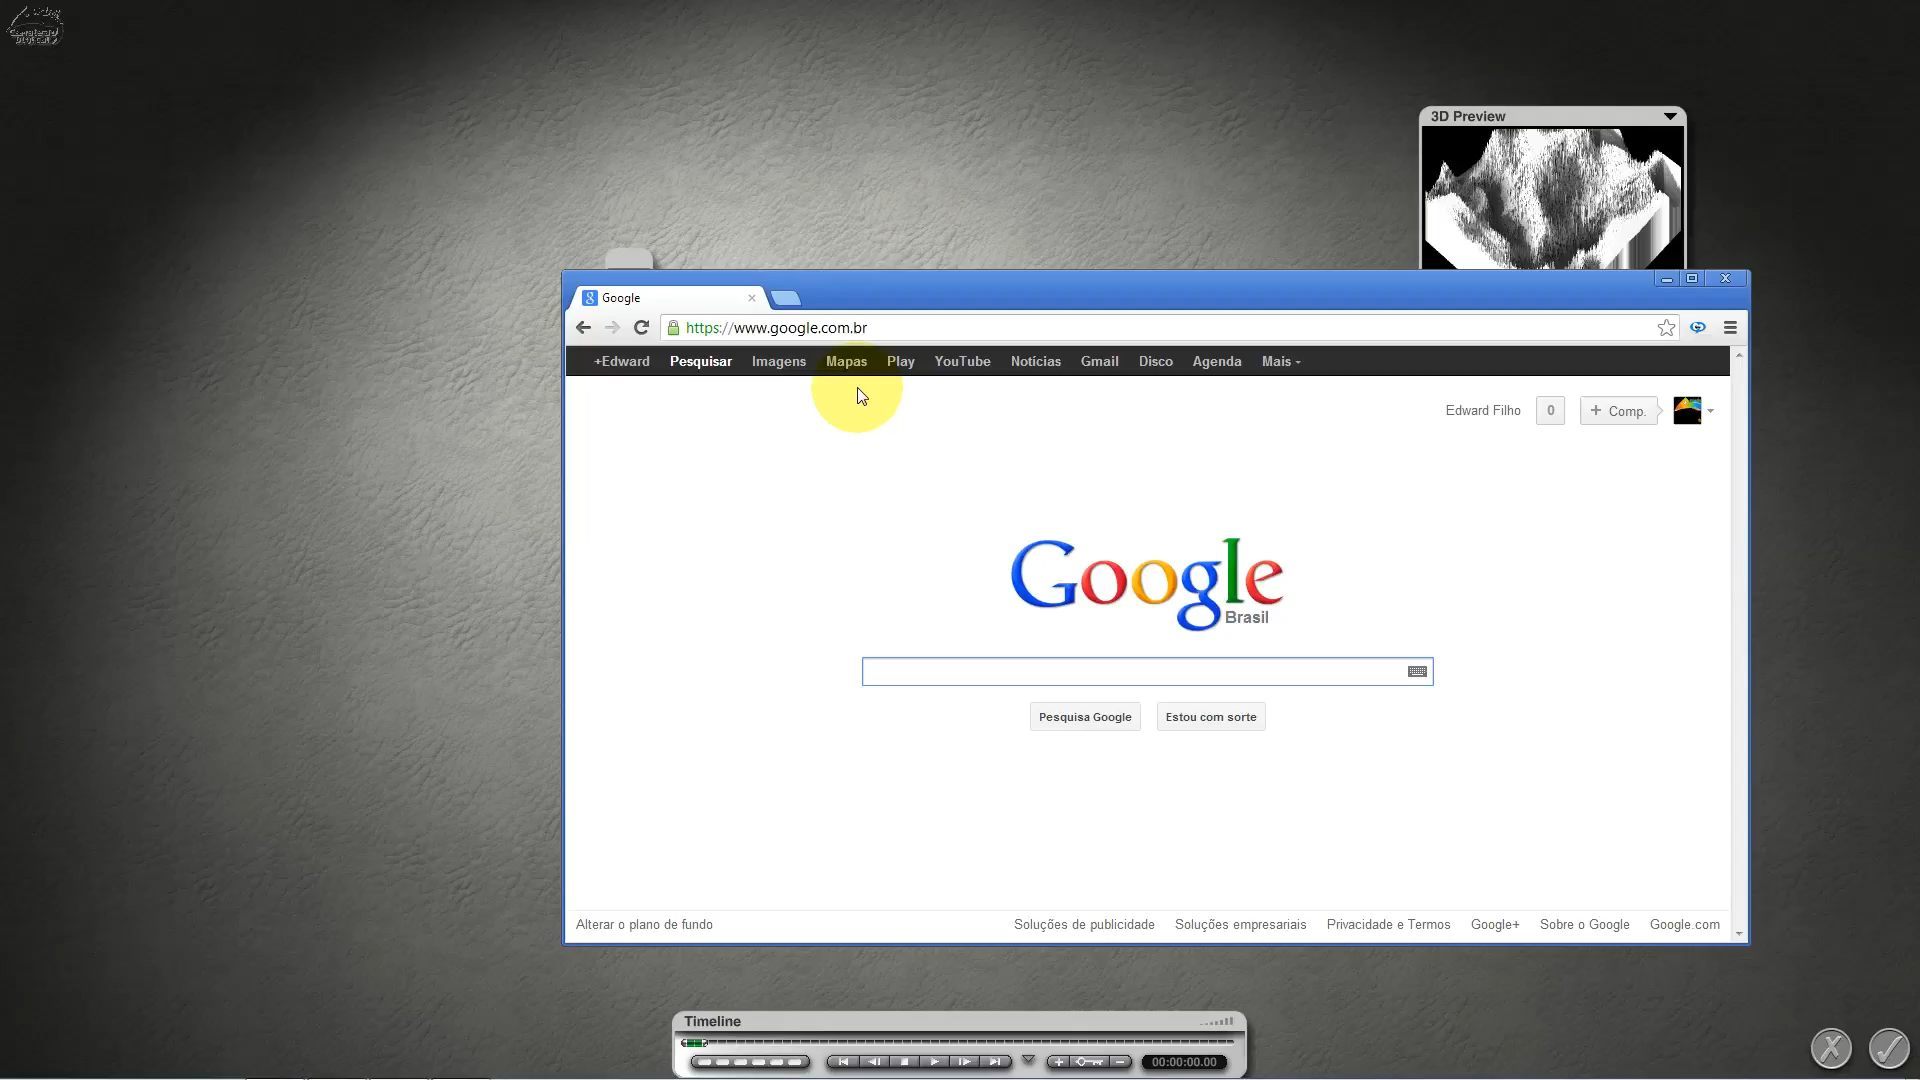 3D Preview
Google
https://www.google.com.br
+Edward Pesquisar Imagens Mapas Play YouTube Notícias Gmail Disco Agenda Mais
Edward Filho 0 + Comp.
Google
Brasil
Pesquisa Google Estou com sorte
Alterar o plano de fundo Soluções de publicidade Soluções empresariais Privacidade e Termos Google+ Sobre o Google Google.com
Timeline
00:00:00.00